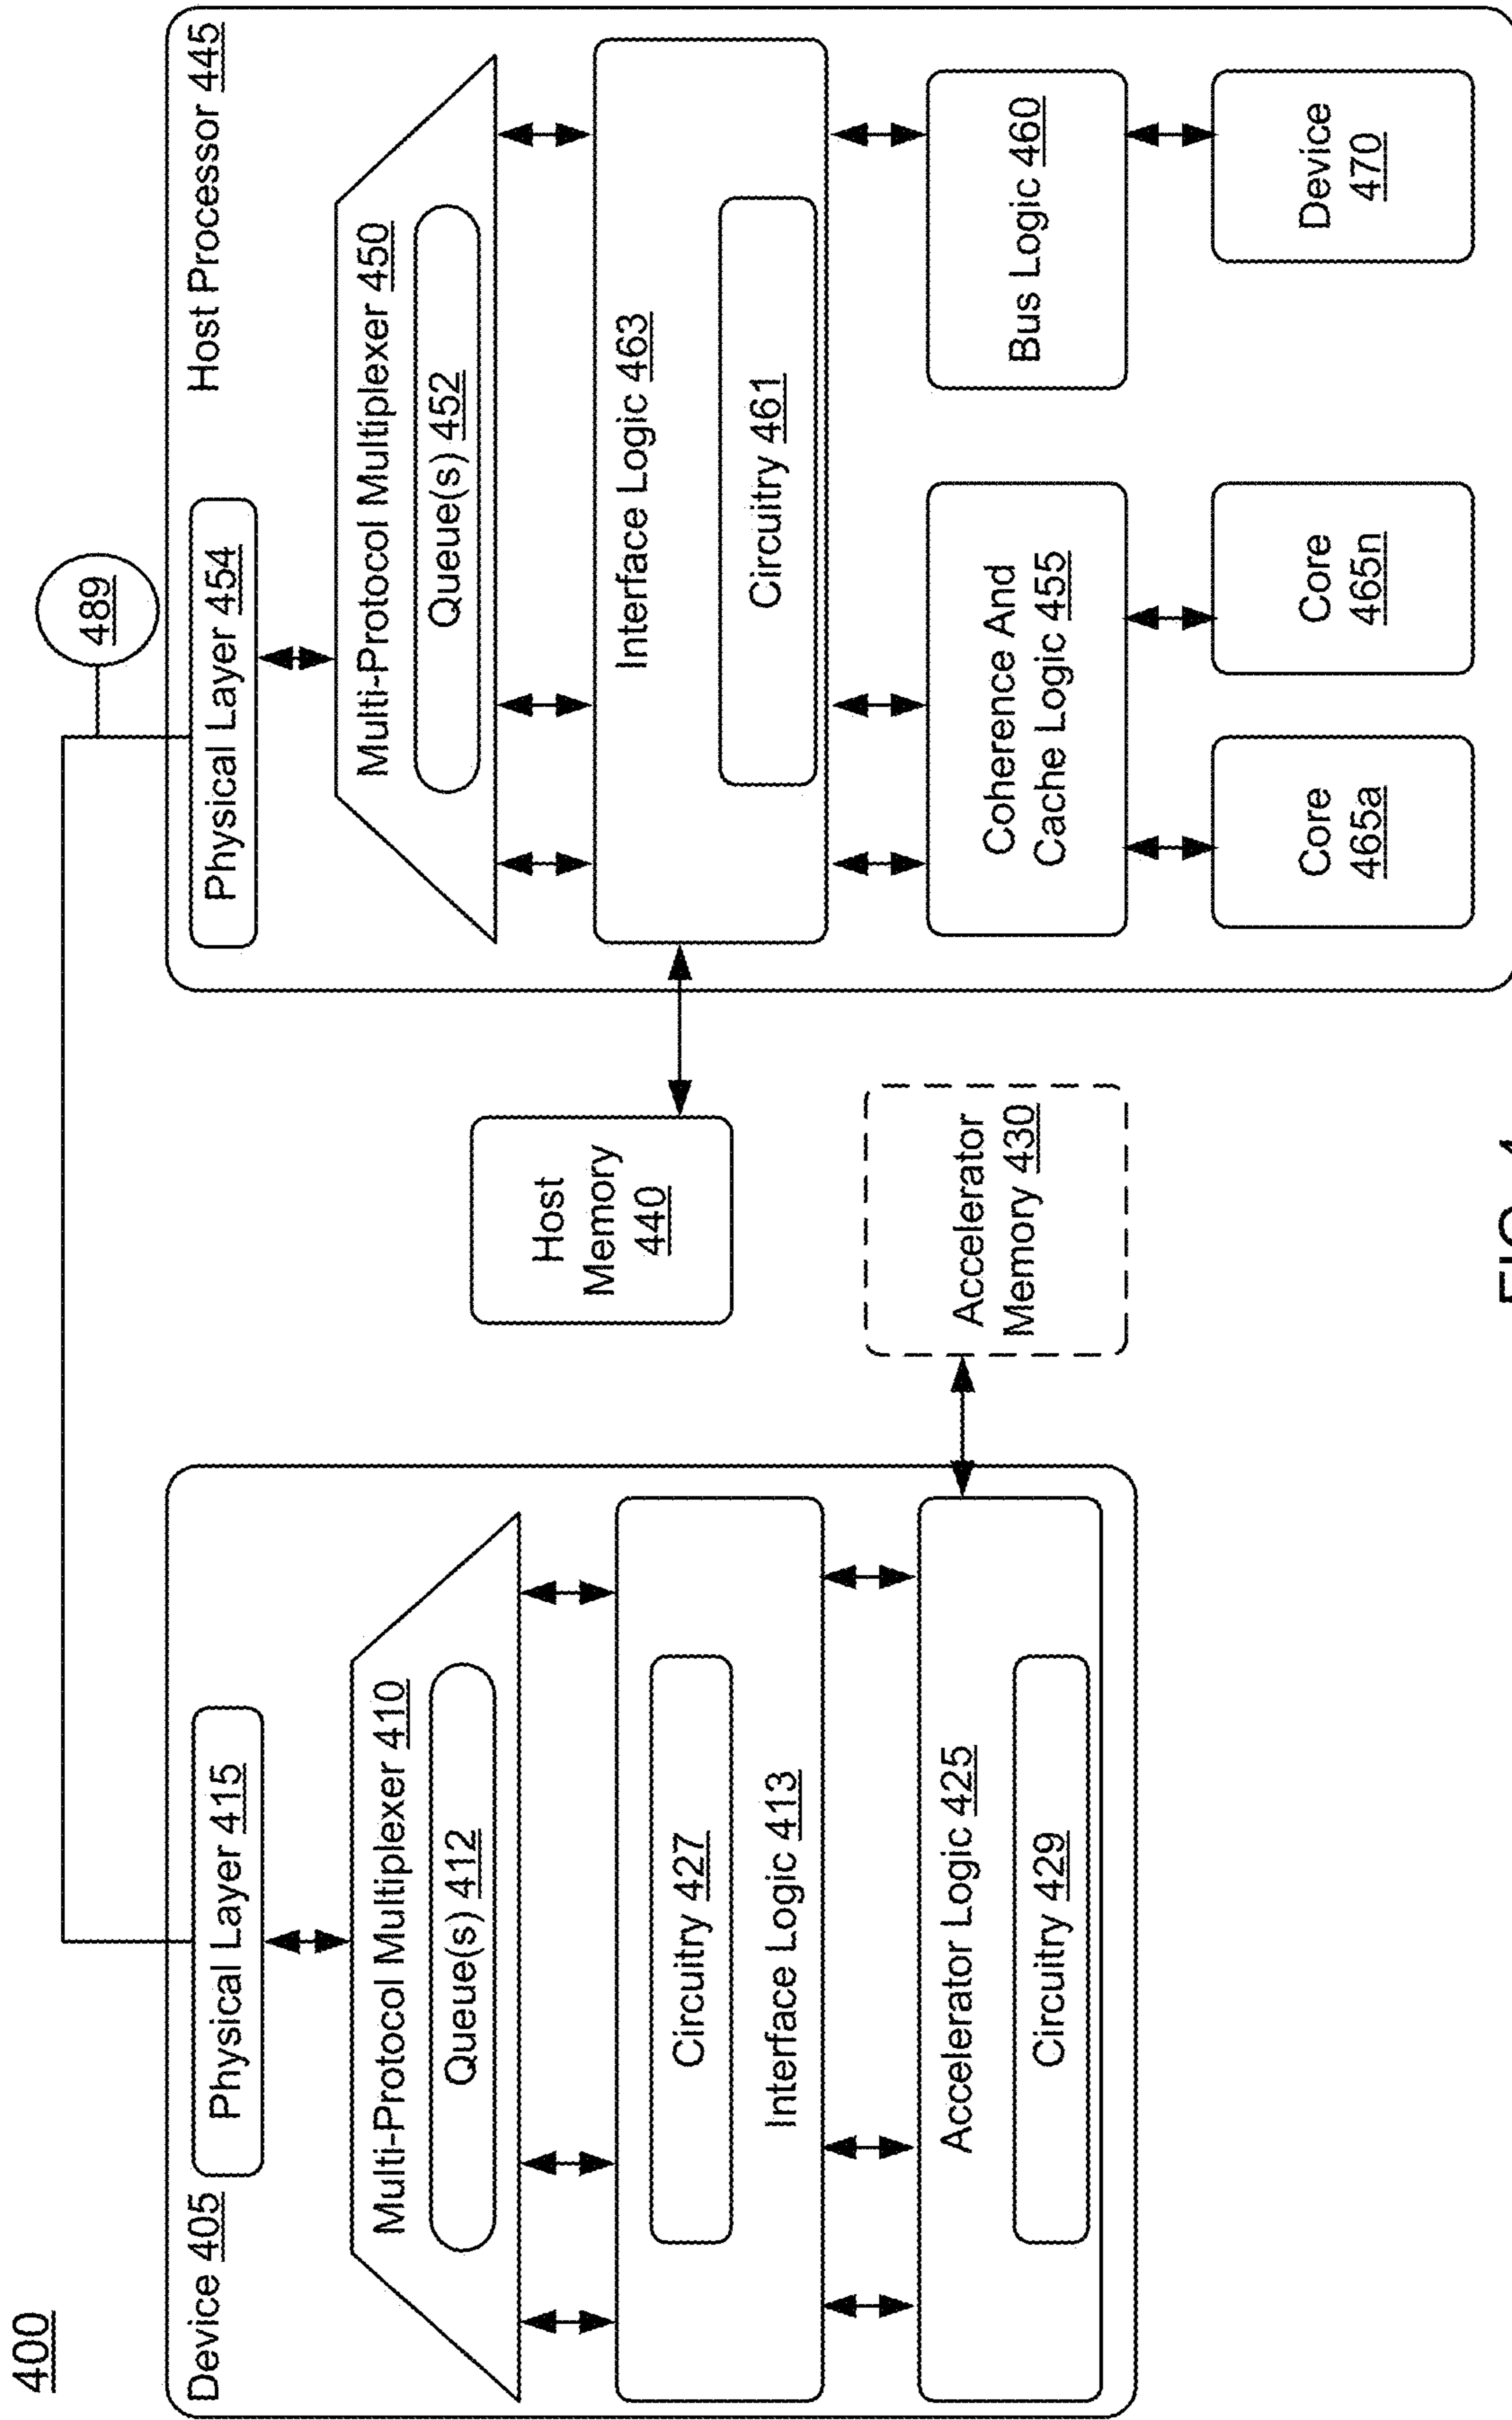 400
Device 405
Physical Layer 415
Multi-Protocol Multiplexer 410
Queue(s) 412
Circuitry 427
Interface Logic 413
Accelerator Logic 425
Circuitry 429
Host
Memory
440
Accelerator
Memory 430
489
Host Processor 445
Physical Layer 454
Multi-Protocol Multiplexer 450
Queue(s) 452
Interface Logic 463
Circuitry 461
Coherence And
Cache Logic 455
Bus Logic 460
Core
465a
Core
465n
Device
470